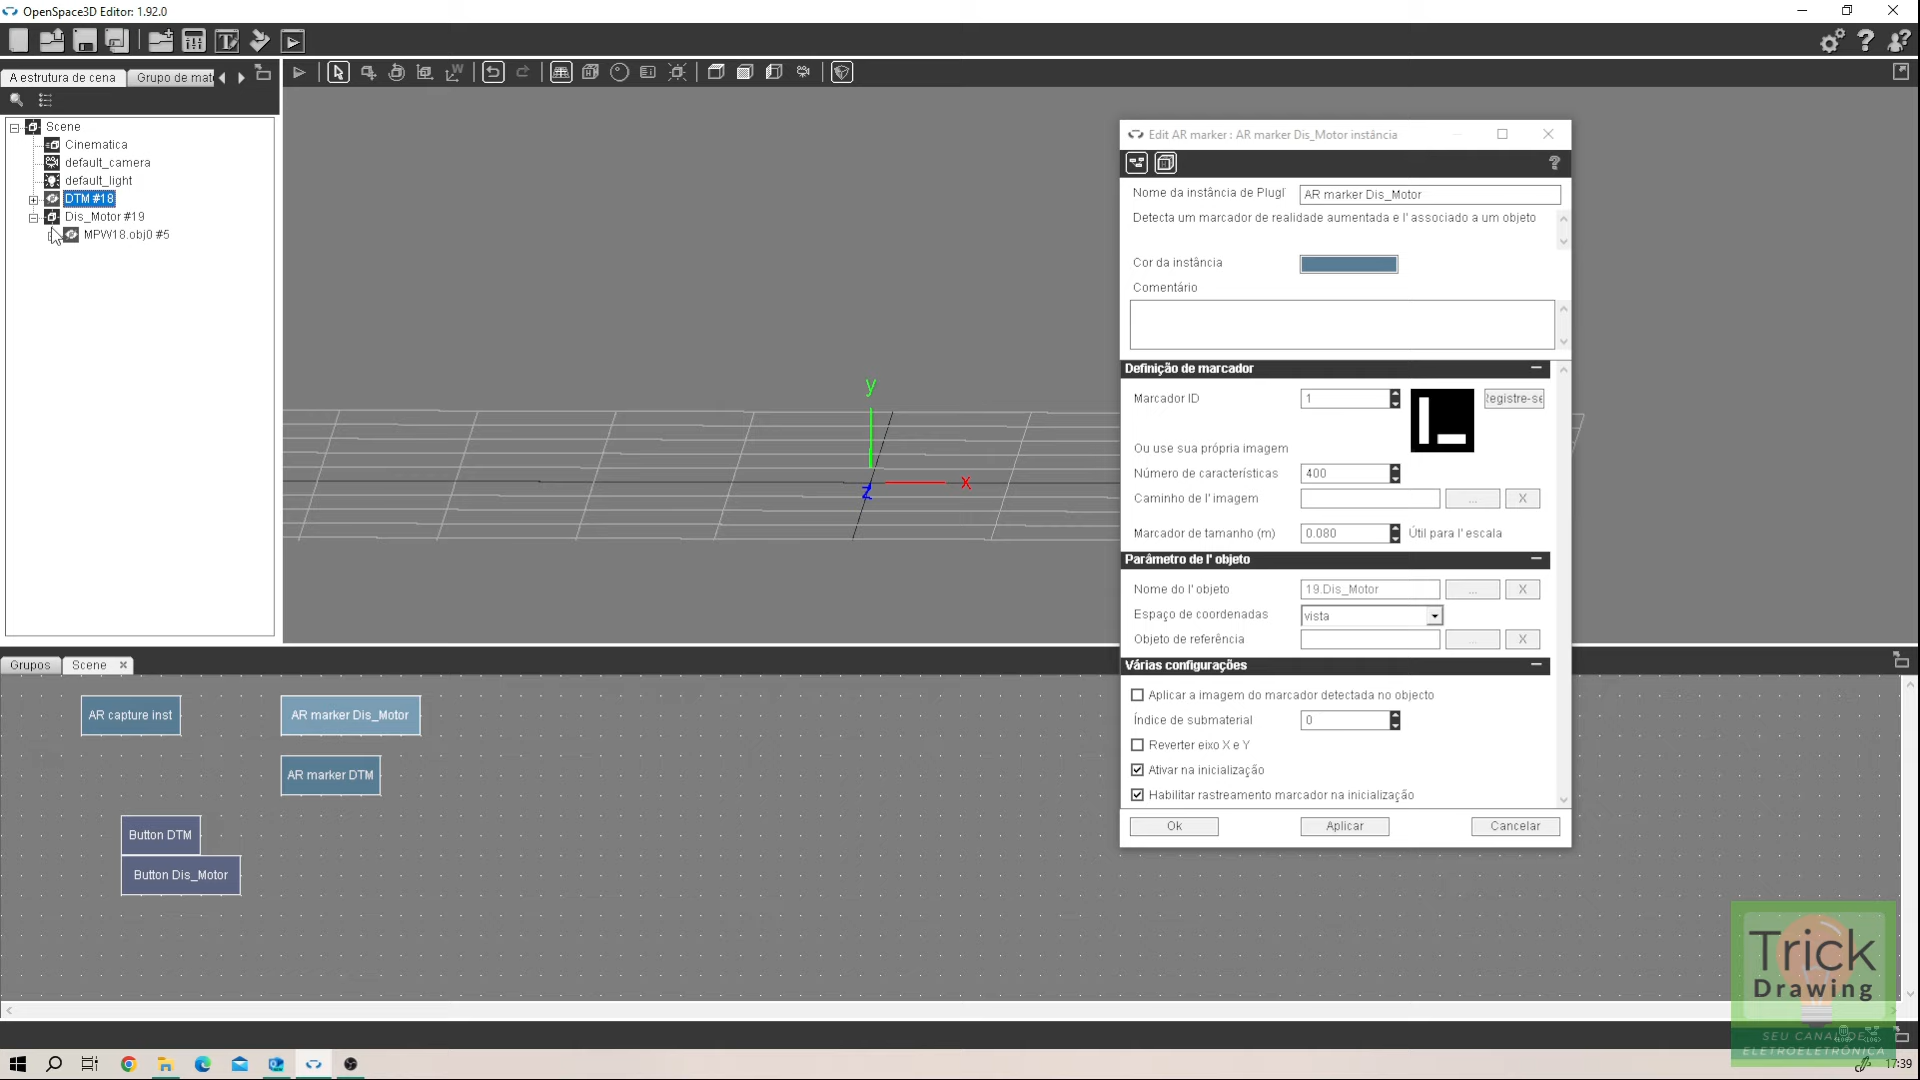 OpenSpace3D Editor: 1.92.0
A estrutura de cena
Grupo de mat
Scene
Cinematica
default_camera
default_light
DTM #18
Dis_Motor #19
MPW18.obj0 #5
y
x
z
Edit AR marker : AR marker Dis_Motor instância
Nome da instância de Plugi
AR marker Dis_Motor
Detecta um marcador de realidade aumentada e l' associado a um objeto
Cor da instância
Comentário
Definição de marcador
Marcador ID
1
Registre-se
Ou use sua própria imagem
Número de características
400
Caminho de l' imagem
...
X
Marcador de tamanho (m)
0.080
Útil para l' escala
Parâmetro de l' objeto
Nome do l' objeto
19.Dis_Motor
...
X
Espaço de coordenadas
vista
Objeto de referência
...
X
Várias configurações
Aplicar a imagem do marcador detectada no objecto
Índice de submaterial
0
Reverter eixo X e Y
Ativar na inicialização
Habilitar rastreamento marcador na inicialização
Ok
Aplicar
Cancelar
Grupos
Scene
AR capture inst
AR marker Dis_Motor
AR marker DTM
Button DTM
Button Dis_Motor
Trick
Drawing
SEU CANAL DE
ELETROELETRÔNICA
17:39